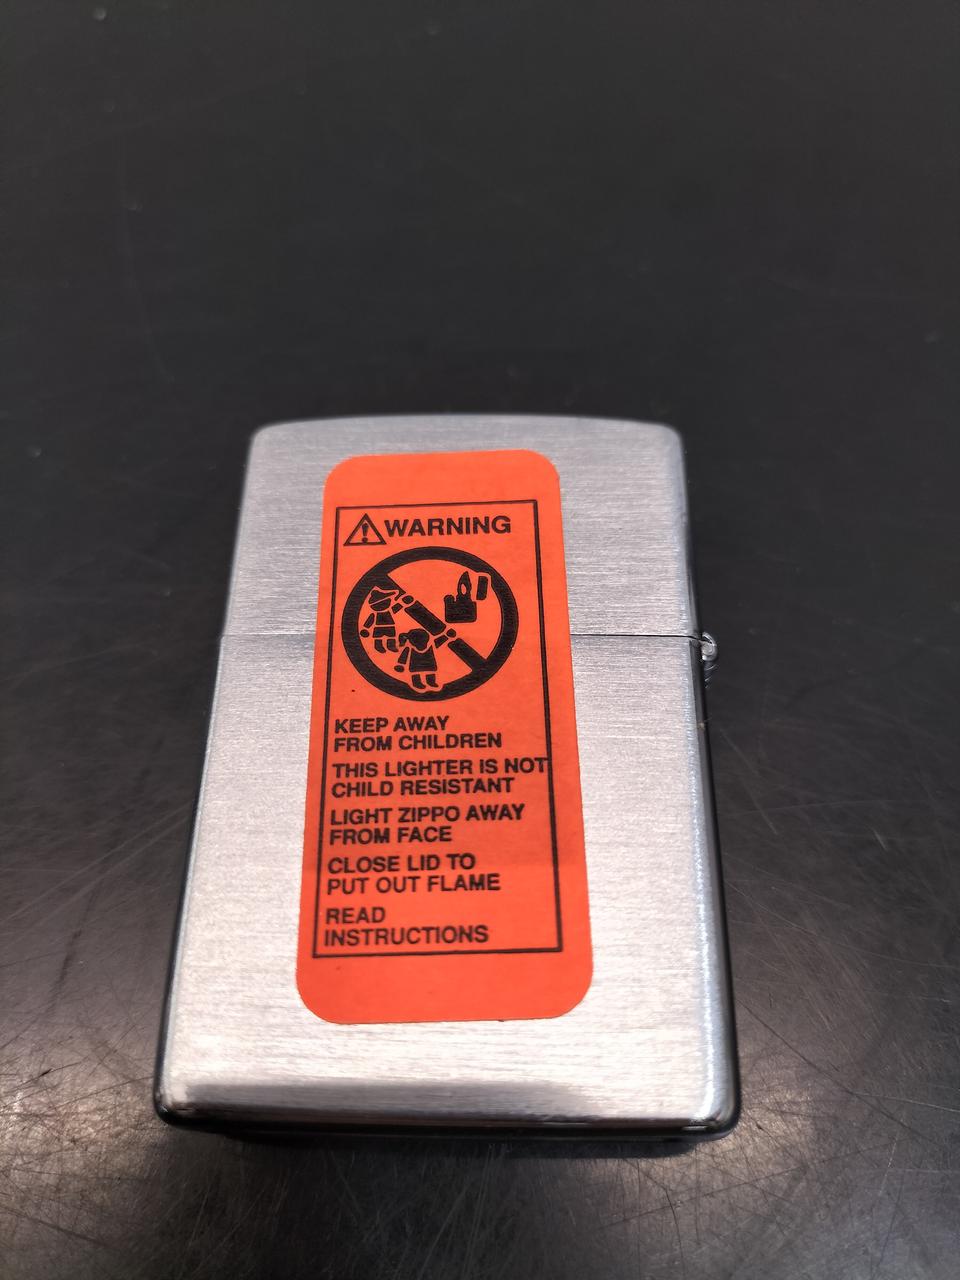 WARNING
KEEP AWAY
FROM CHILDREN
THIS LIGHTER IS NOT
CHILD RESISTANT
LIGHT ZIPPO AWAY
FROM FACE
CLOSE LID TO
PUT OUT FLAME
READ
INSTRUCTIONS